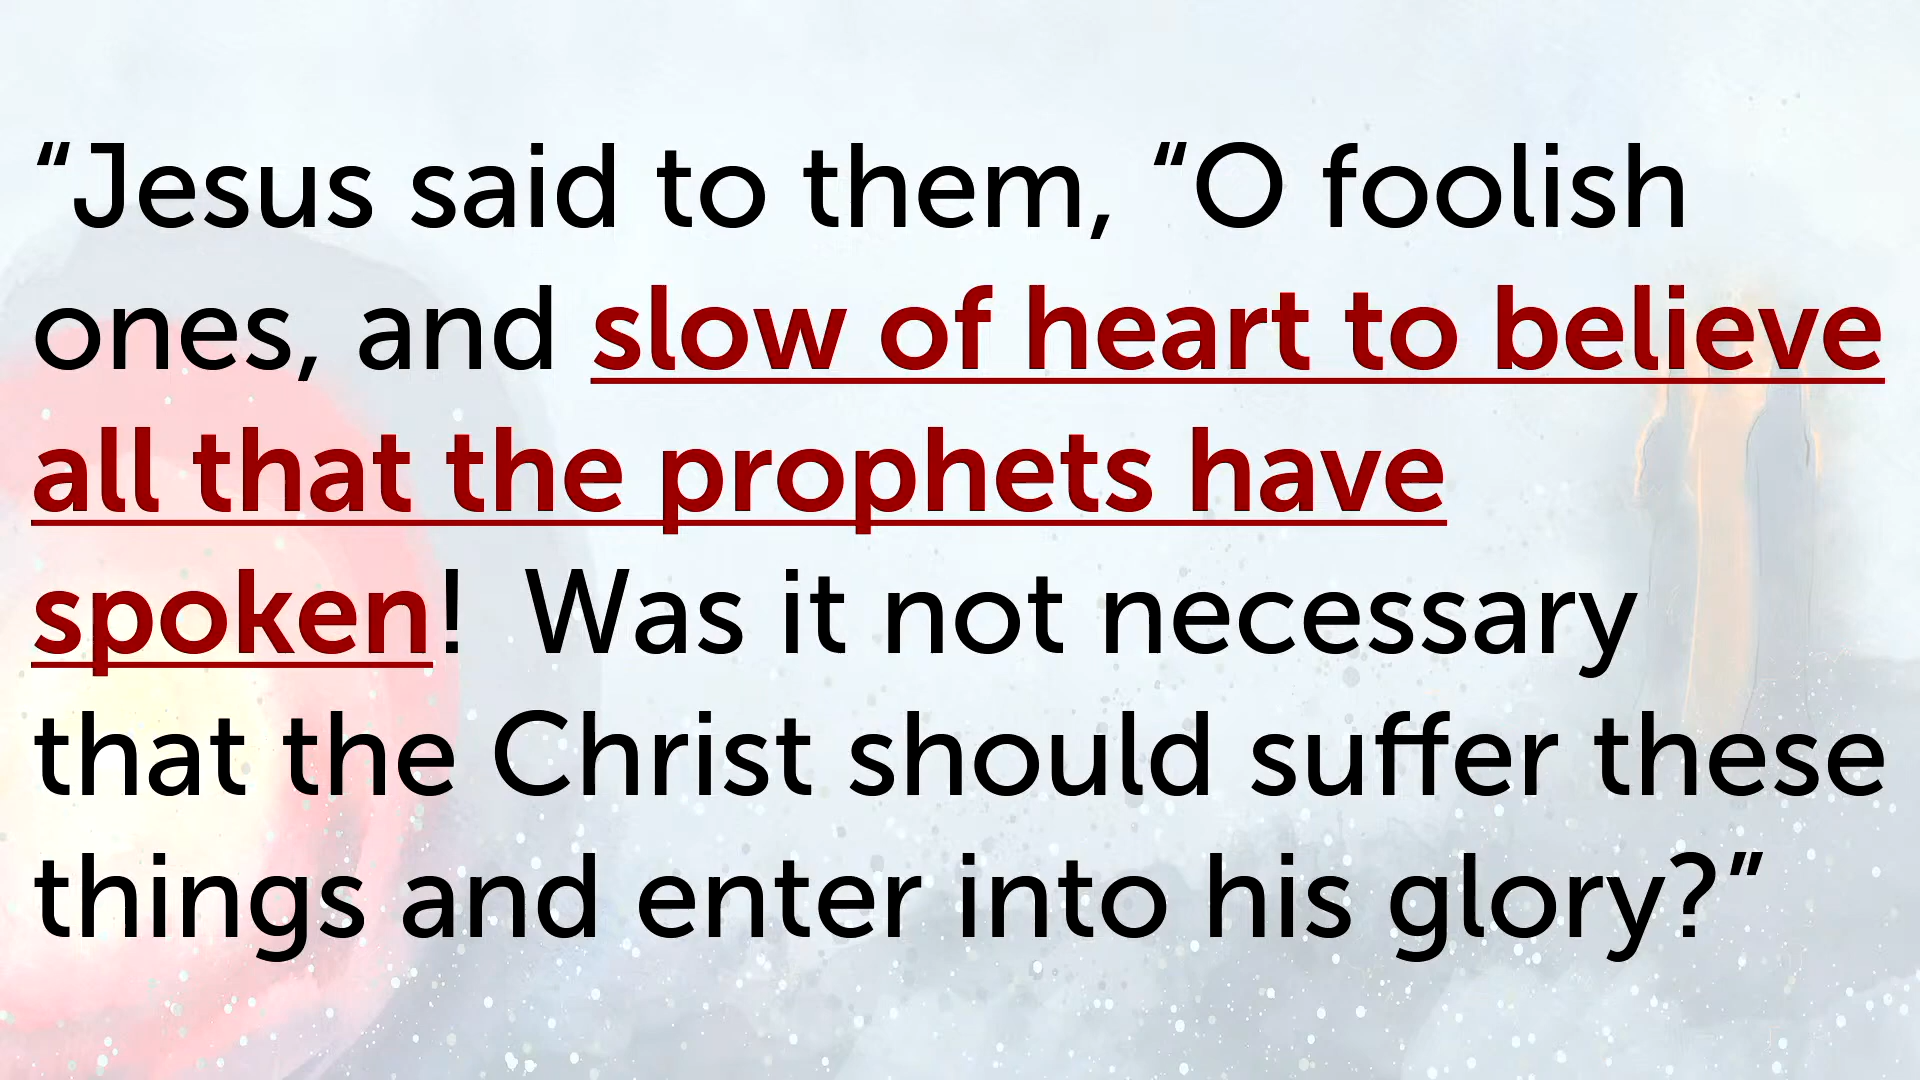 “Jesus said to them, “O foolish
ones, and slow of heart to believe
all that the prophets have
spoken!  Was it not necessary
that the Christ should suffer these
things and enter into his glory?”